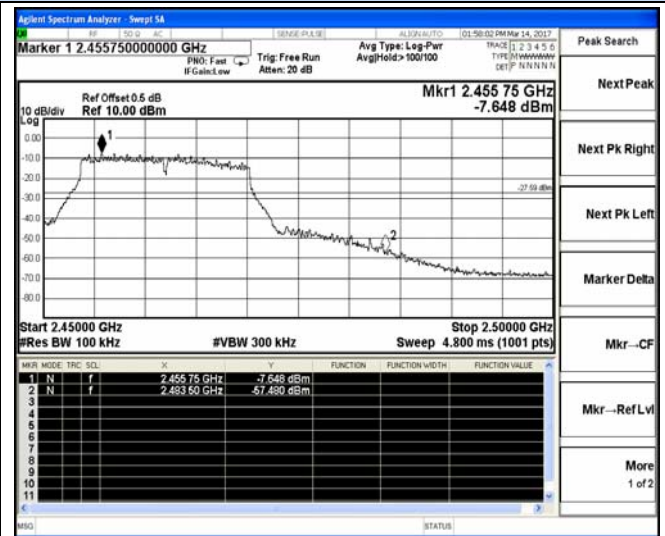 Agilent Spectrum Analyzer - Swept SA
RF 50 Ω AC SENSE:PULSE ALIGN AUTO 01:58:02 PM Mar 14, 2017
Marker 1 2.455750000000 GHz
PNO: Fast
IFGain:Low
Trig: Free Run
Atten: 20 dB
Avg Type: Log-Pwr
Avg|Hold:> 100/100
TRACE 1 2 3 4 5 6
TYPE M
DET P N N N N N
Peak Search
Next Peak
Next Pk Right
Next Pk Left
Marker Delta
Mkr→CF
Mkr→Ref Lvl
More
1 of 2
Mkr1 2.455 75 GHz
-7.648 dBm
Ref Offset 0.5 dB
10 dB/div Ref 10.00 dBm
Log
1
0.00
-10.0
-20.0
-27.59 dBm
-30.0
-40.0
2
-50.0
-60.0
-70.0
-80.0
Start 2.45000 GHz Stop 2.50000 GHz
#Res BW 100 kHz #VBW 300 kHz Sweep 4.800 ms (1001 pts)
MKR MODE TRC SCL X Y FUNCTION FUNCTION WIDTH FUNCTION VALUE
1 N f 2.455 75 GHz -7.648 dBm
2 N f 2.483 50 GHz -57.480 dBm
3
4
5
6
7
8
9
10
11
MSG STATUS